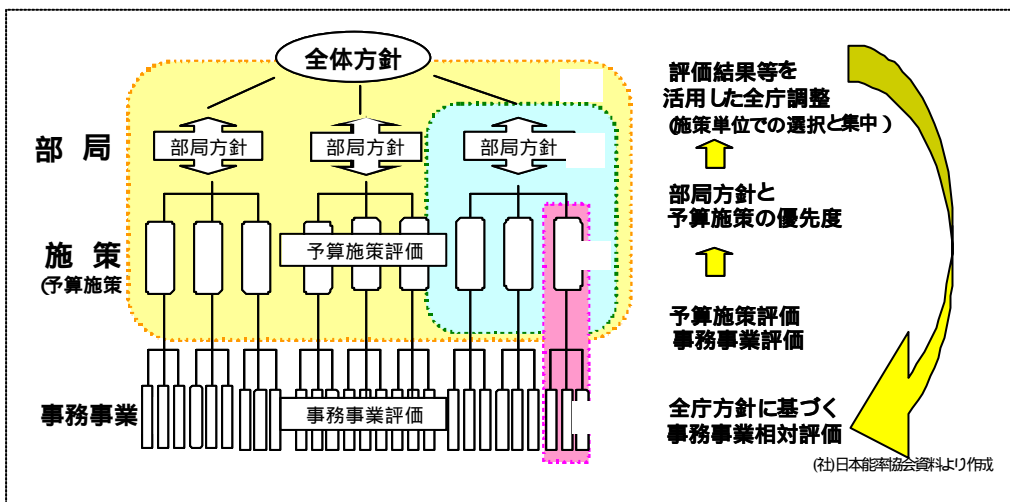 全体方針
部局
部局方針
部局方針
部局方針
施策
(予算施策
予算施策評価
事務事業
事務事業評価
評価結果等を
活用した全庁調整
(施策単位での選択と集中)
部局方針と
予算施策の優先度
予算施策評価
事務事業評価
全庁方針に基づく
事務事業相対評価
(社)日本能率協会資料より作成